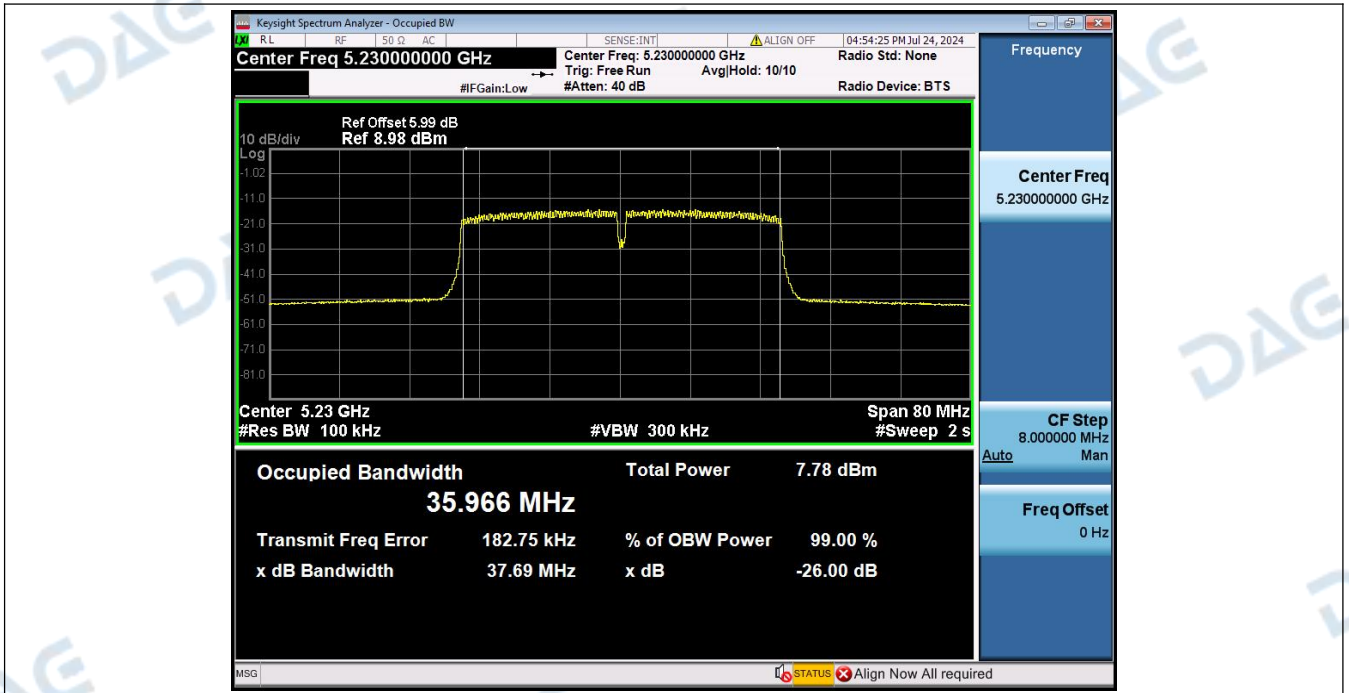 Keysight Spectrum Analyzer - Occupied BW
LXI RL RF 50 Ω AC SENSE:INT ALIGN OFF 04:54:25 PM Jul 24, 2024
Center Freq 5.230000000 GHz
Center Freq: 5.230000000 GHz
Radio Std: None
Trig: Free Run Avg|Hold: 10/10
#IFGain:Low
#Atten: 40 dB
Radio Device: BTS
Ref Offset 5.99 dB
10 dB/div Ref 8.98 dBm
Log
-1.02
-11.0
-21.0
-31.0
-41.0
-51.0
-61.0
-71.0
-81.0
Center 5.23 GHz Span 80 MHz
#Res BW 100 kHz #VBW 300 kHz #Sweep 2 s
Occupied Bandwidth Total Power 7.78 dBm
35.966 MHz
Transmit Freq Error 182.75 kHz % of OBW Power 99.00 %
x dB Bandwidth 37.69 MHz x dB -26.00 dB
Frequency
Center Freq
5.230000000 GHz
CF Step
8.000000 MHz
Auto Man
Freq Offset
0 Hz
MSG STATUS Align Now All required
DAG
DAG